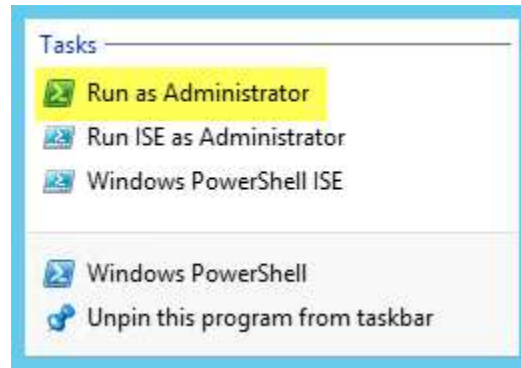 Tasks
Run as Administrator
Run ISE as Administrator
Windows PowerShell ISE
Windows PowerShell
Unpin this program from taskbar